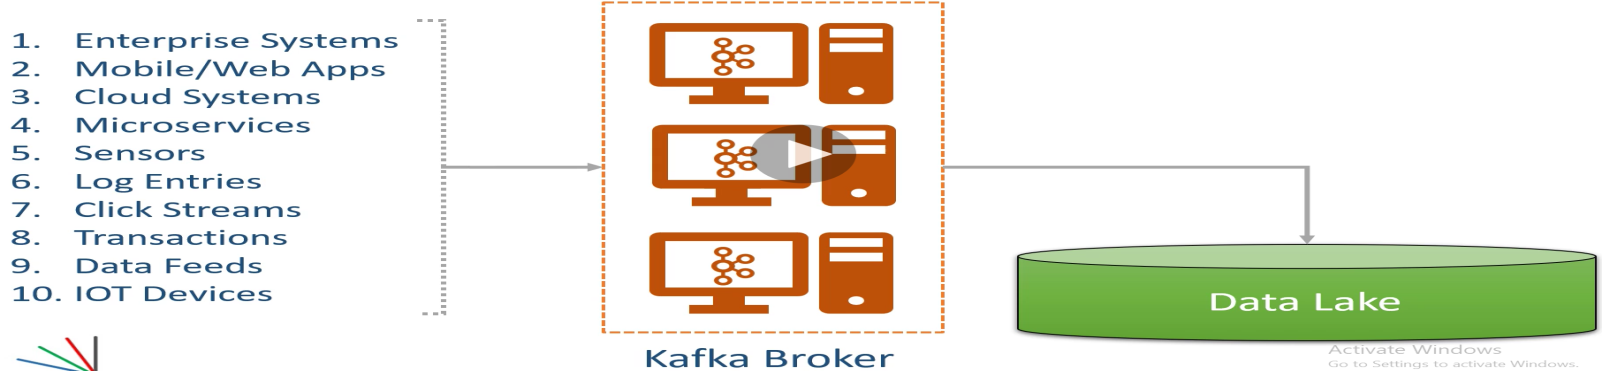 1. Enterprise Systems
2. Mobile/Web Apps
3. Cloud Systems
4. Microservices
5. Sensors
6. Log Entries
7. Click Streams
8. Transactions
9. Data Feeds
10. IOT Devices
Kafka Broker
Data Lake
Activate Windows
Go to Settings to activate Windows.